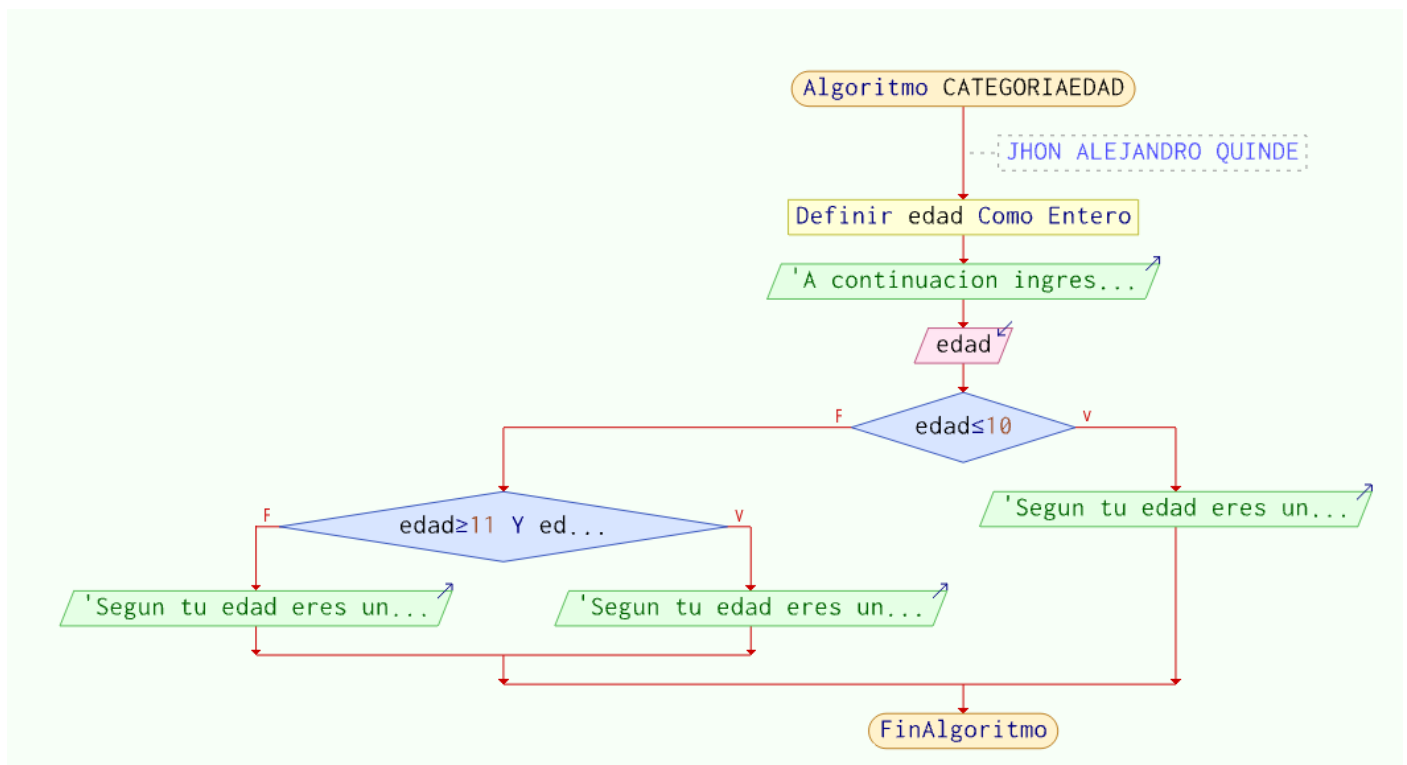 Algoritmo CATEGORIAEDAD
JHON ALEJANDRO QUINDE
Definir edad Como Entero
'A continuacion ingres...
edad
F
edad≤10
V
F
edad≥11 Y ed...
V
'Segun tu edad eres un...
'Segun tu edad eres un...
'Segun tu edad eres un...
FinAlgoritmo